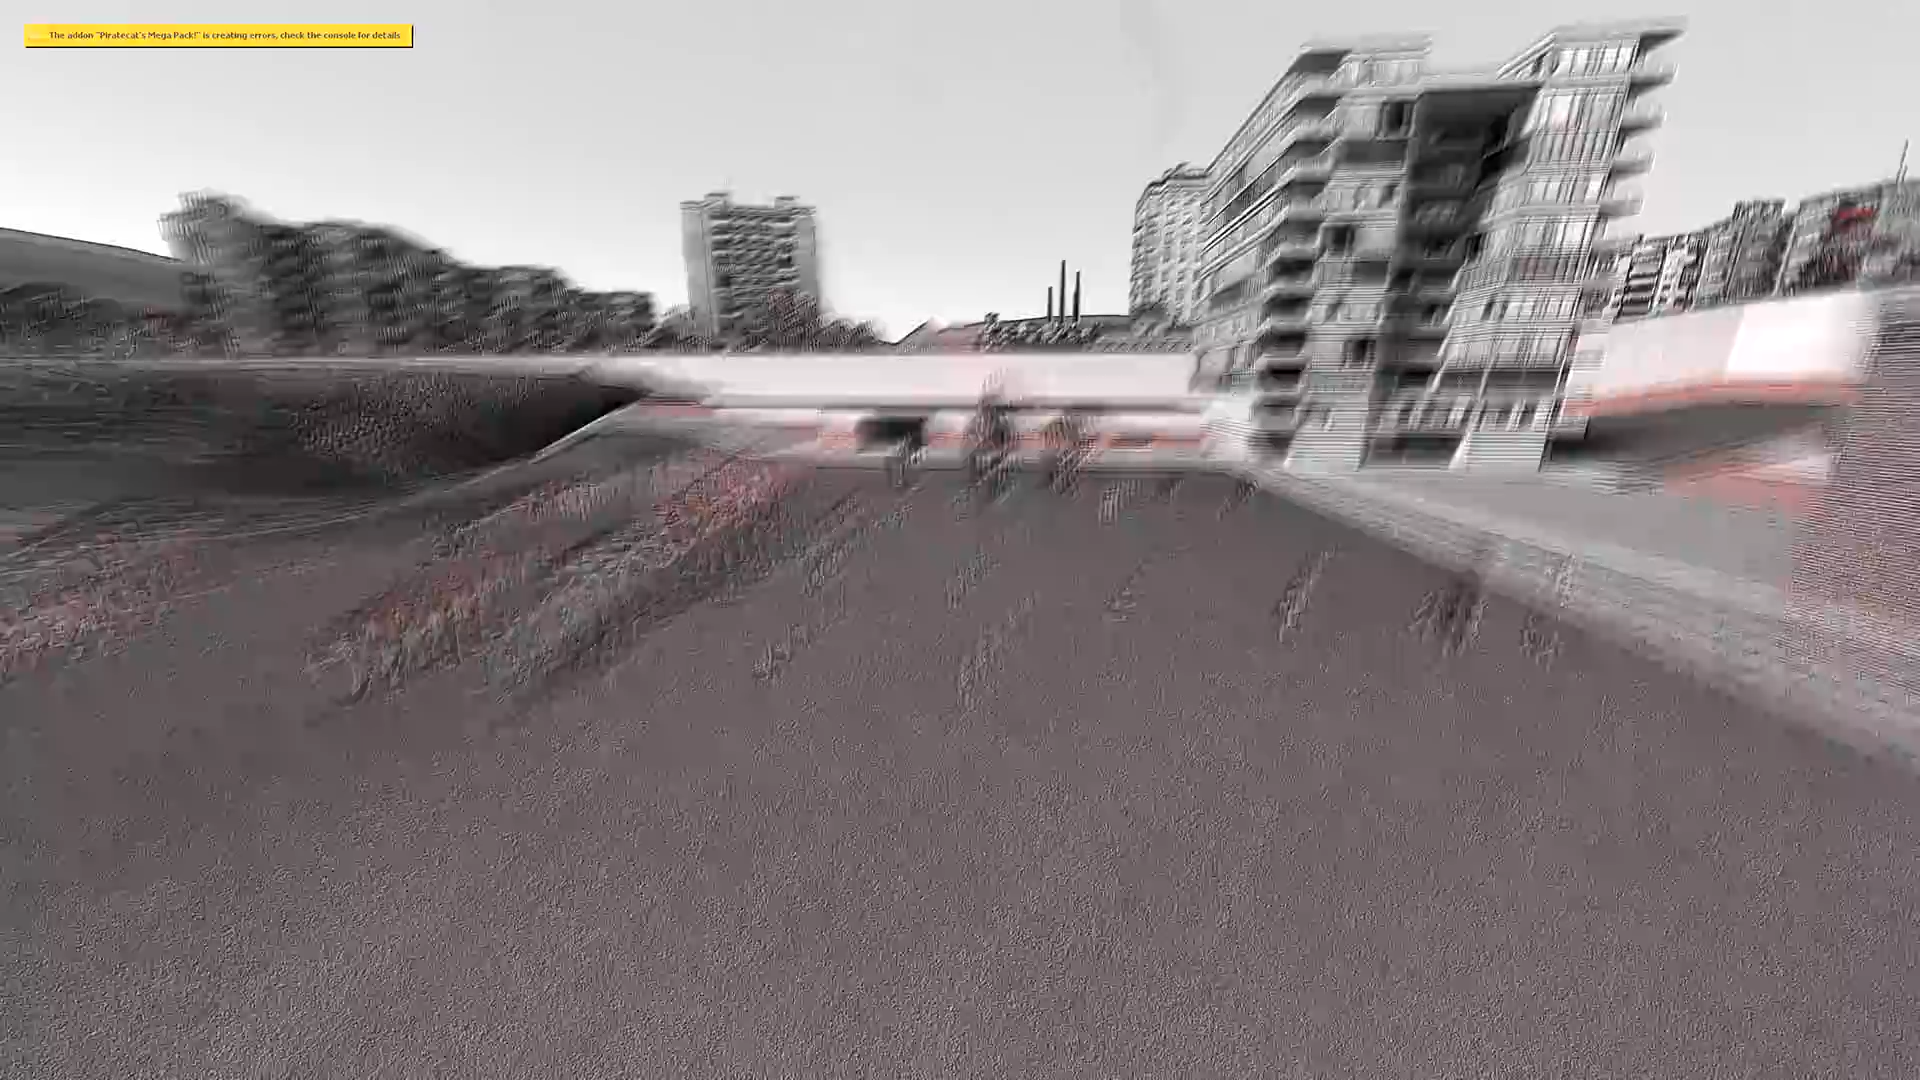 The addon "Piratecat's Mega Pack!" is creating errors, check the console for details